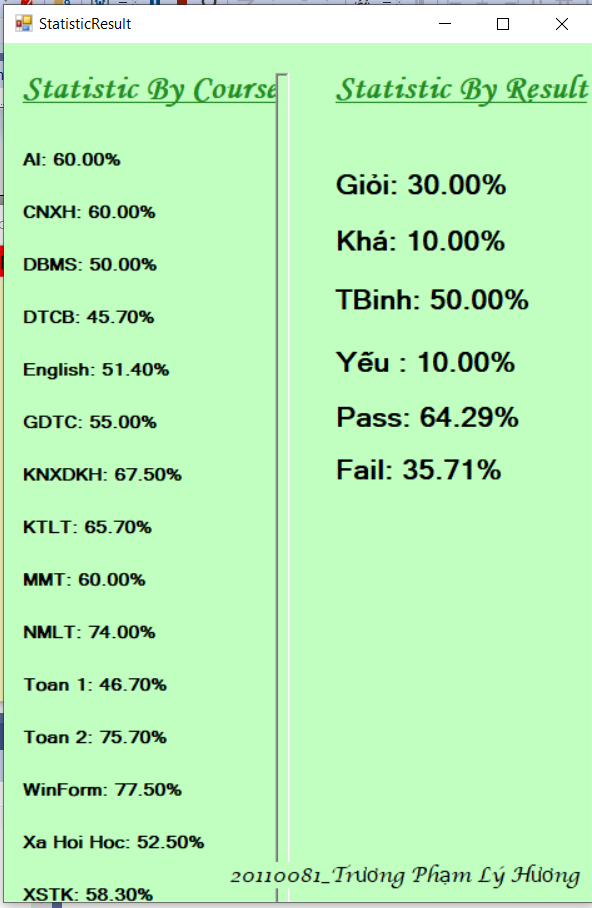 StatisticResult
Statistic By Course
AI: 60.00%
CNXH: 60.00%
DBMS: 50.00%
DTCB: 45.70%
English: 51.40%
GDTC: 55.00%
KNXDKH: 67.50%
KTLT: 65.70%
MMT: 60.00%
NMLT: 74.00%
Toan 1: 46.70%
Toan 2: 75.70%
WinForm: 77.50%
Xa Hoi Hoc: 52.50%
XSTK: 58.30%
Statistic By Result
Giỏi: 30.00%
Khá: 10.00%
TBinh: 50.00%
Yếu : 10.00%
Pass: 64.29%
Fail: 35.71%
20110081_Trương Phạm Lý Hương